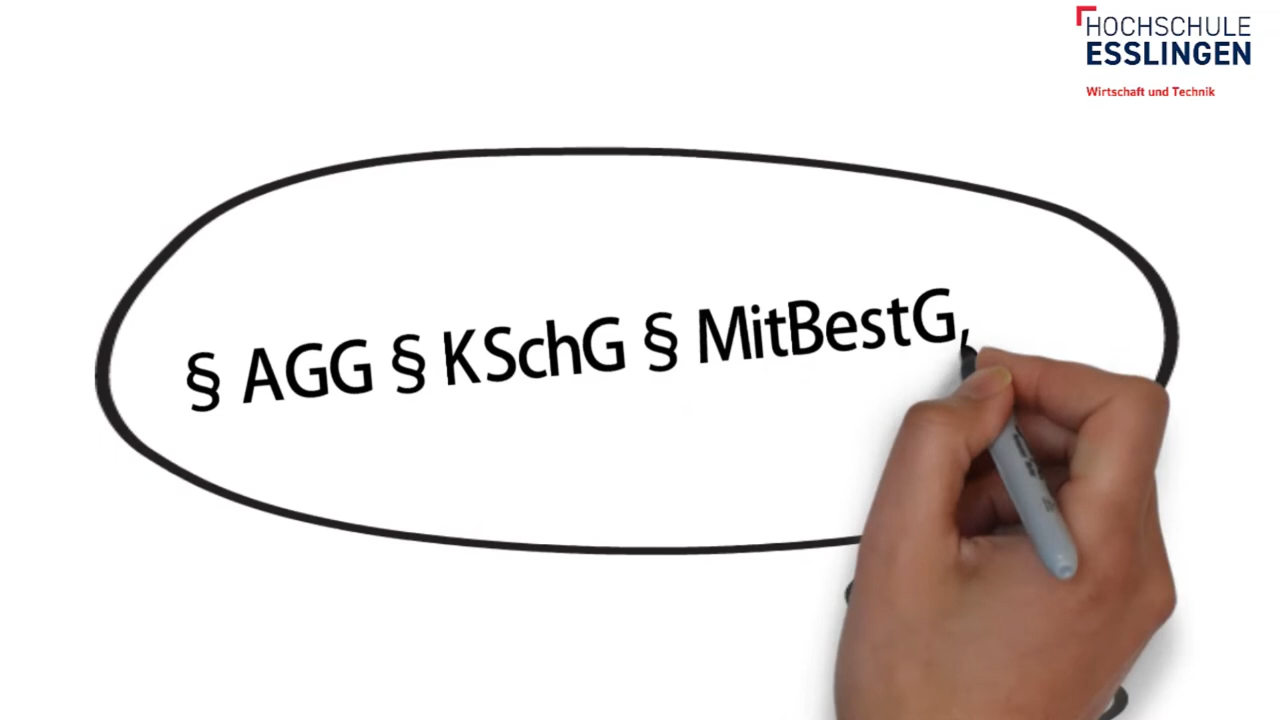 HOCHSCHULE
ESSLINGEN
Wirtschaft und Technik
§ AGG § KSchG § MitBestG,